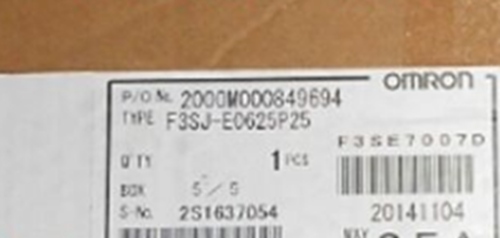 OMRON
P/O No. 2000M000849694
TYPE F3SJ-E0625P25
F3SE7007D
Q'TY 1 PCS
BOX 5/5
S-No. 2S1637054
20141104